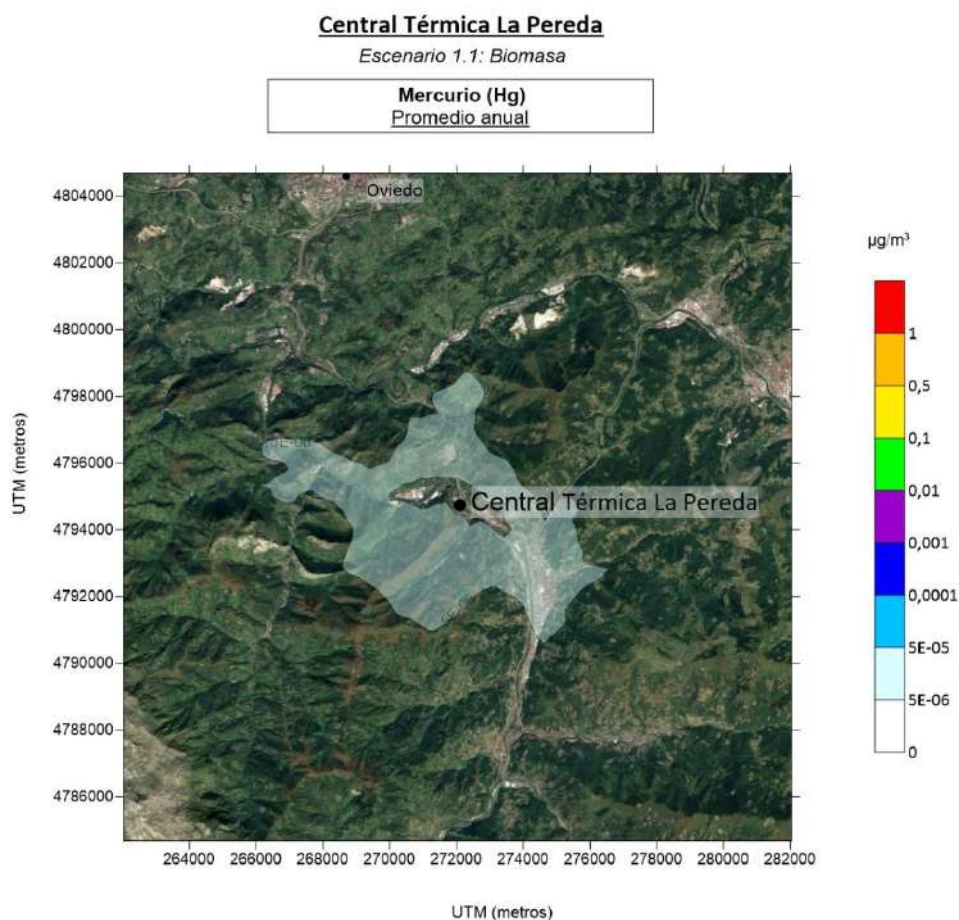 Central Térmica La Pereda
Escenario 1.1: Biomasa
Mercurio (Hg)
Promedio anual
4804000
4802000
4800000
4798000
4796000
4794000
4792000
4790000
4788000
4786000
UTM (metros)
Oviedo
Central Térmica La Pereda
264000 266000 268000 270000 272000 274000 276000 278000 280000 282000
UTM (metros)
µg/m³
1
0,5
0,1
0,01
0,001
0,0001
5E-05
5E-06
0